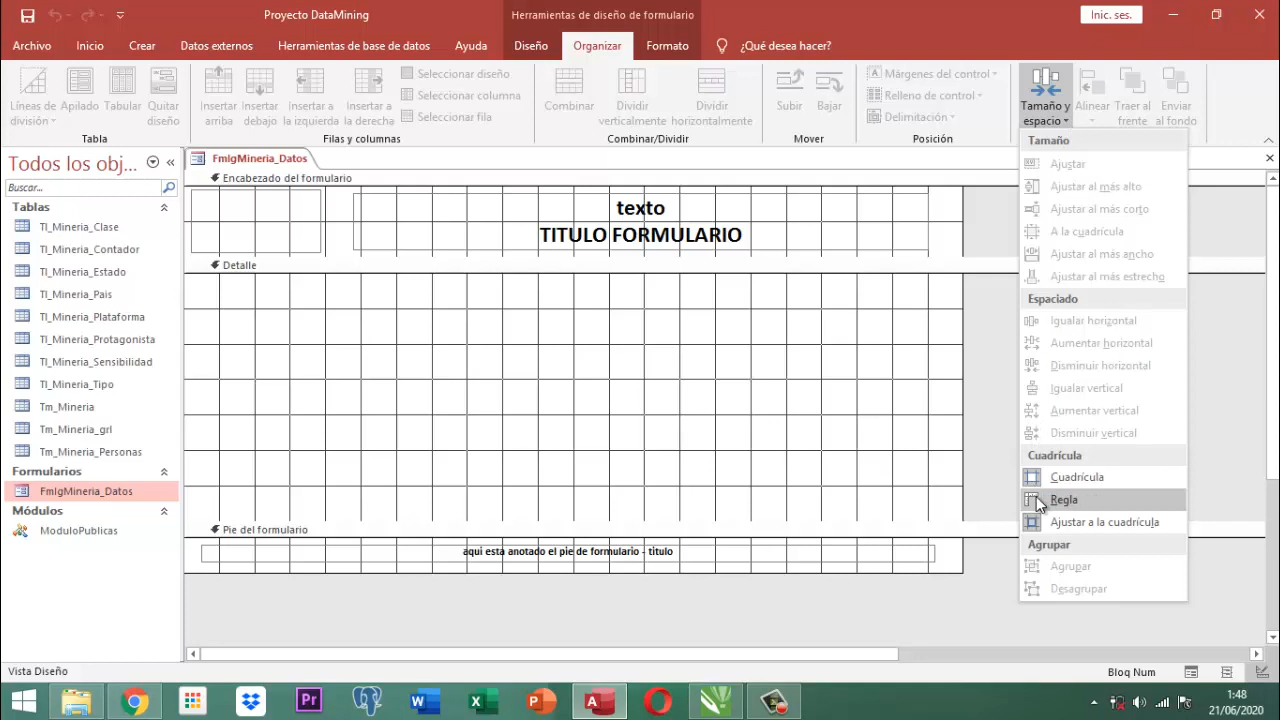 Proyecto DataMining
Herramientas de diseño de formulario
Inic. ses.
Archivo
Inicio
Crear
Datos externos
Herramientas de base de datos
Ayuda
Diseño
Organizar
Formato
¿Qué desea hacer?
Líneas de división
Apilado
Tabular
Quitar diseño
Tabla
Insertar arriba
Insertar debajo
Insertar a la izquierda
Insertar a la derecha
Seleccionar diseño
Seleccionar columna
Seleccionar fila
Filas y columnas
Combinar
Dividir verticalmente
Dividir horizontalmente
Combinar/Dividir
Subir
Bajar
Mover
Márgenes del control
Relleno de control
Delimitación
Posición
Tamaño y espacio
Alinear
Traer al frente
Enviar al fondo
Tamaño
Ajustar
Ajustar al más alto
Ajustar al más corto
A la cuadrícula
Ajustar al más ancho
Ajustar al más estrecho
Espaciado
Igualar horizontal
Aumentar horizontal
Disminuir horizontal
Igualar vertical
Aumentar vertical
Disminuir vertical
Cuadrícula
Cuadrícula
Regla
Ajustar a la cuadrícula
Agrupar
Agrupar
Desagrupar
Todos los obj...
Buscar...
Tablas
Tl_Mineria_Clase
Tl_Mineria_Contador
Tl_Mineria_Estado
Tl_Mineria_Pais
Tl_Mineria_Plataforma
Tl_Mineria_Protagonista
Tl_Mineria_Sensibilidad
Tl_Mineria_Tipo
Tm_Mineria
Tm_Mineria_grl
Tm_Mineria_Personas
Formularios
FmIgMineria_Datos
Módulos
ModuloPublicas
FmIgMineria_Datos
Encabezado del formulario
texto
TITULO FORMULARIO
Detalle
Pie del formulario
aqui esta anotado el pie de formulario - titulo
Vista Diseño
Bloq Num
1:48
21/06/2020